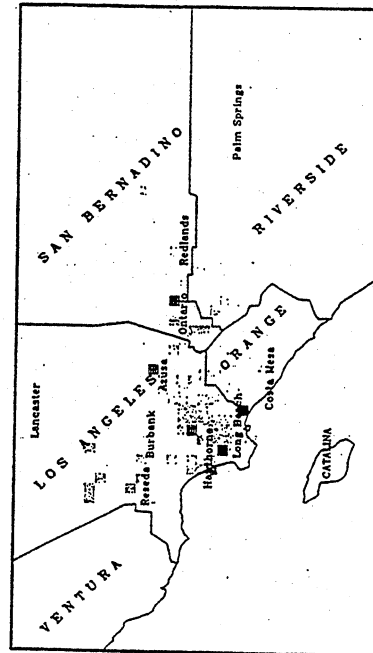 VENTURA
LOS ANGELES
SAN BERNADINO
RIVERSIDE
ORANGE
Lancaster
Reseda
Burbank
Azusa
Ontario
Redlands
Palm Springs
Hawthorne
Long Beach
Costa Mesa
CATALINA